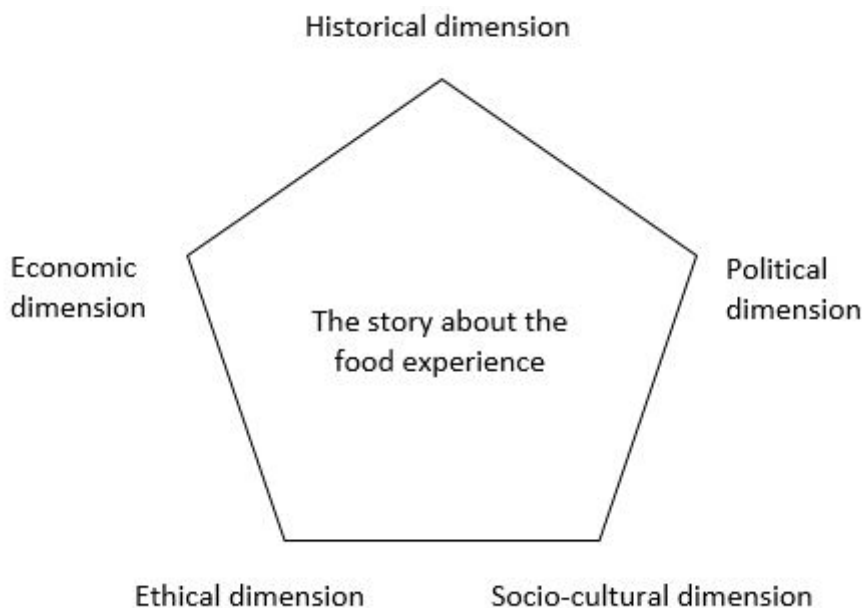 Historical dimension
Economic
dimension
Political
dimension
The story about the
food experience
Ethical dimension
Socio-cultural dimension